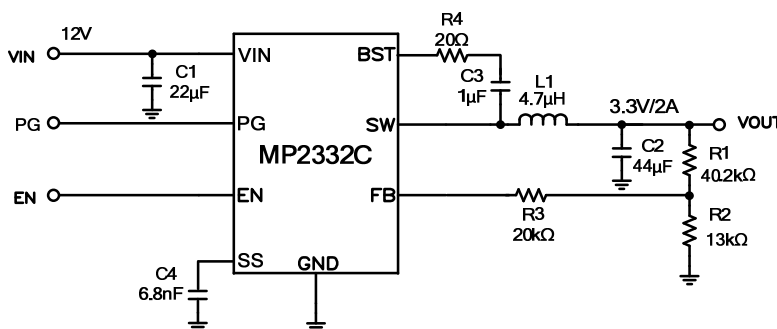 12V
VIN
C1
22µF
VIN
BST
R4
20Ω
C3
1µF
L1
4.7µH
3.3V/2A
VOUT
PG
PG
SW
MP2332C
C2
44µF
R1
40.2kΩ
EN
EN
FB
R3
20kΩ
R2
13kΩ
SS
GND
C4
6.8nF